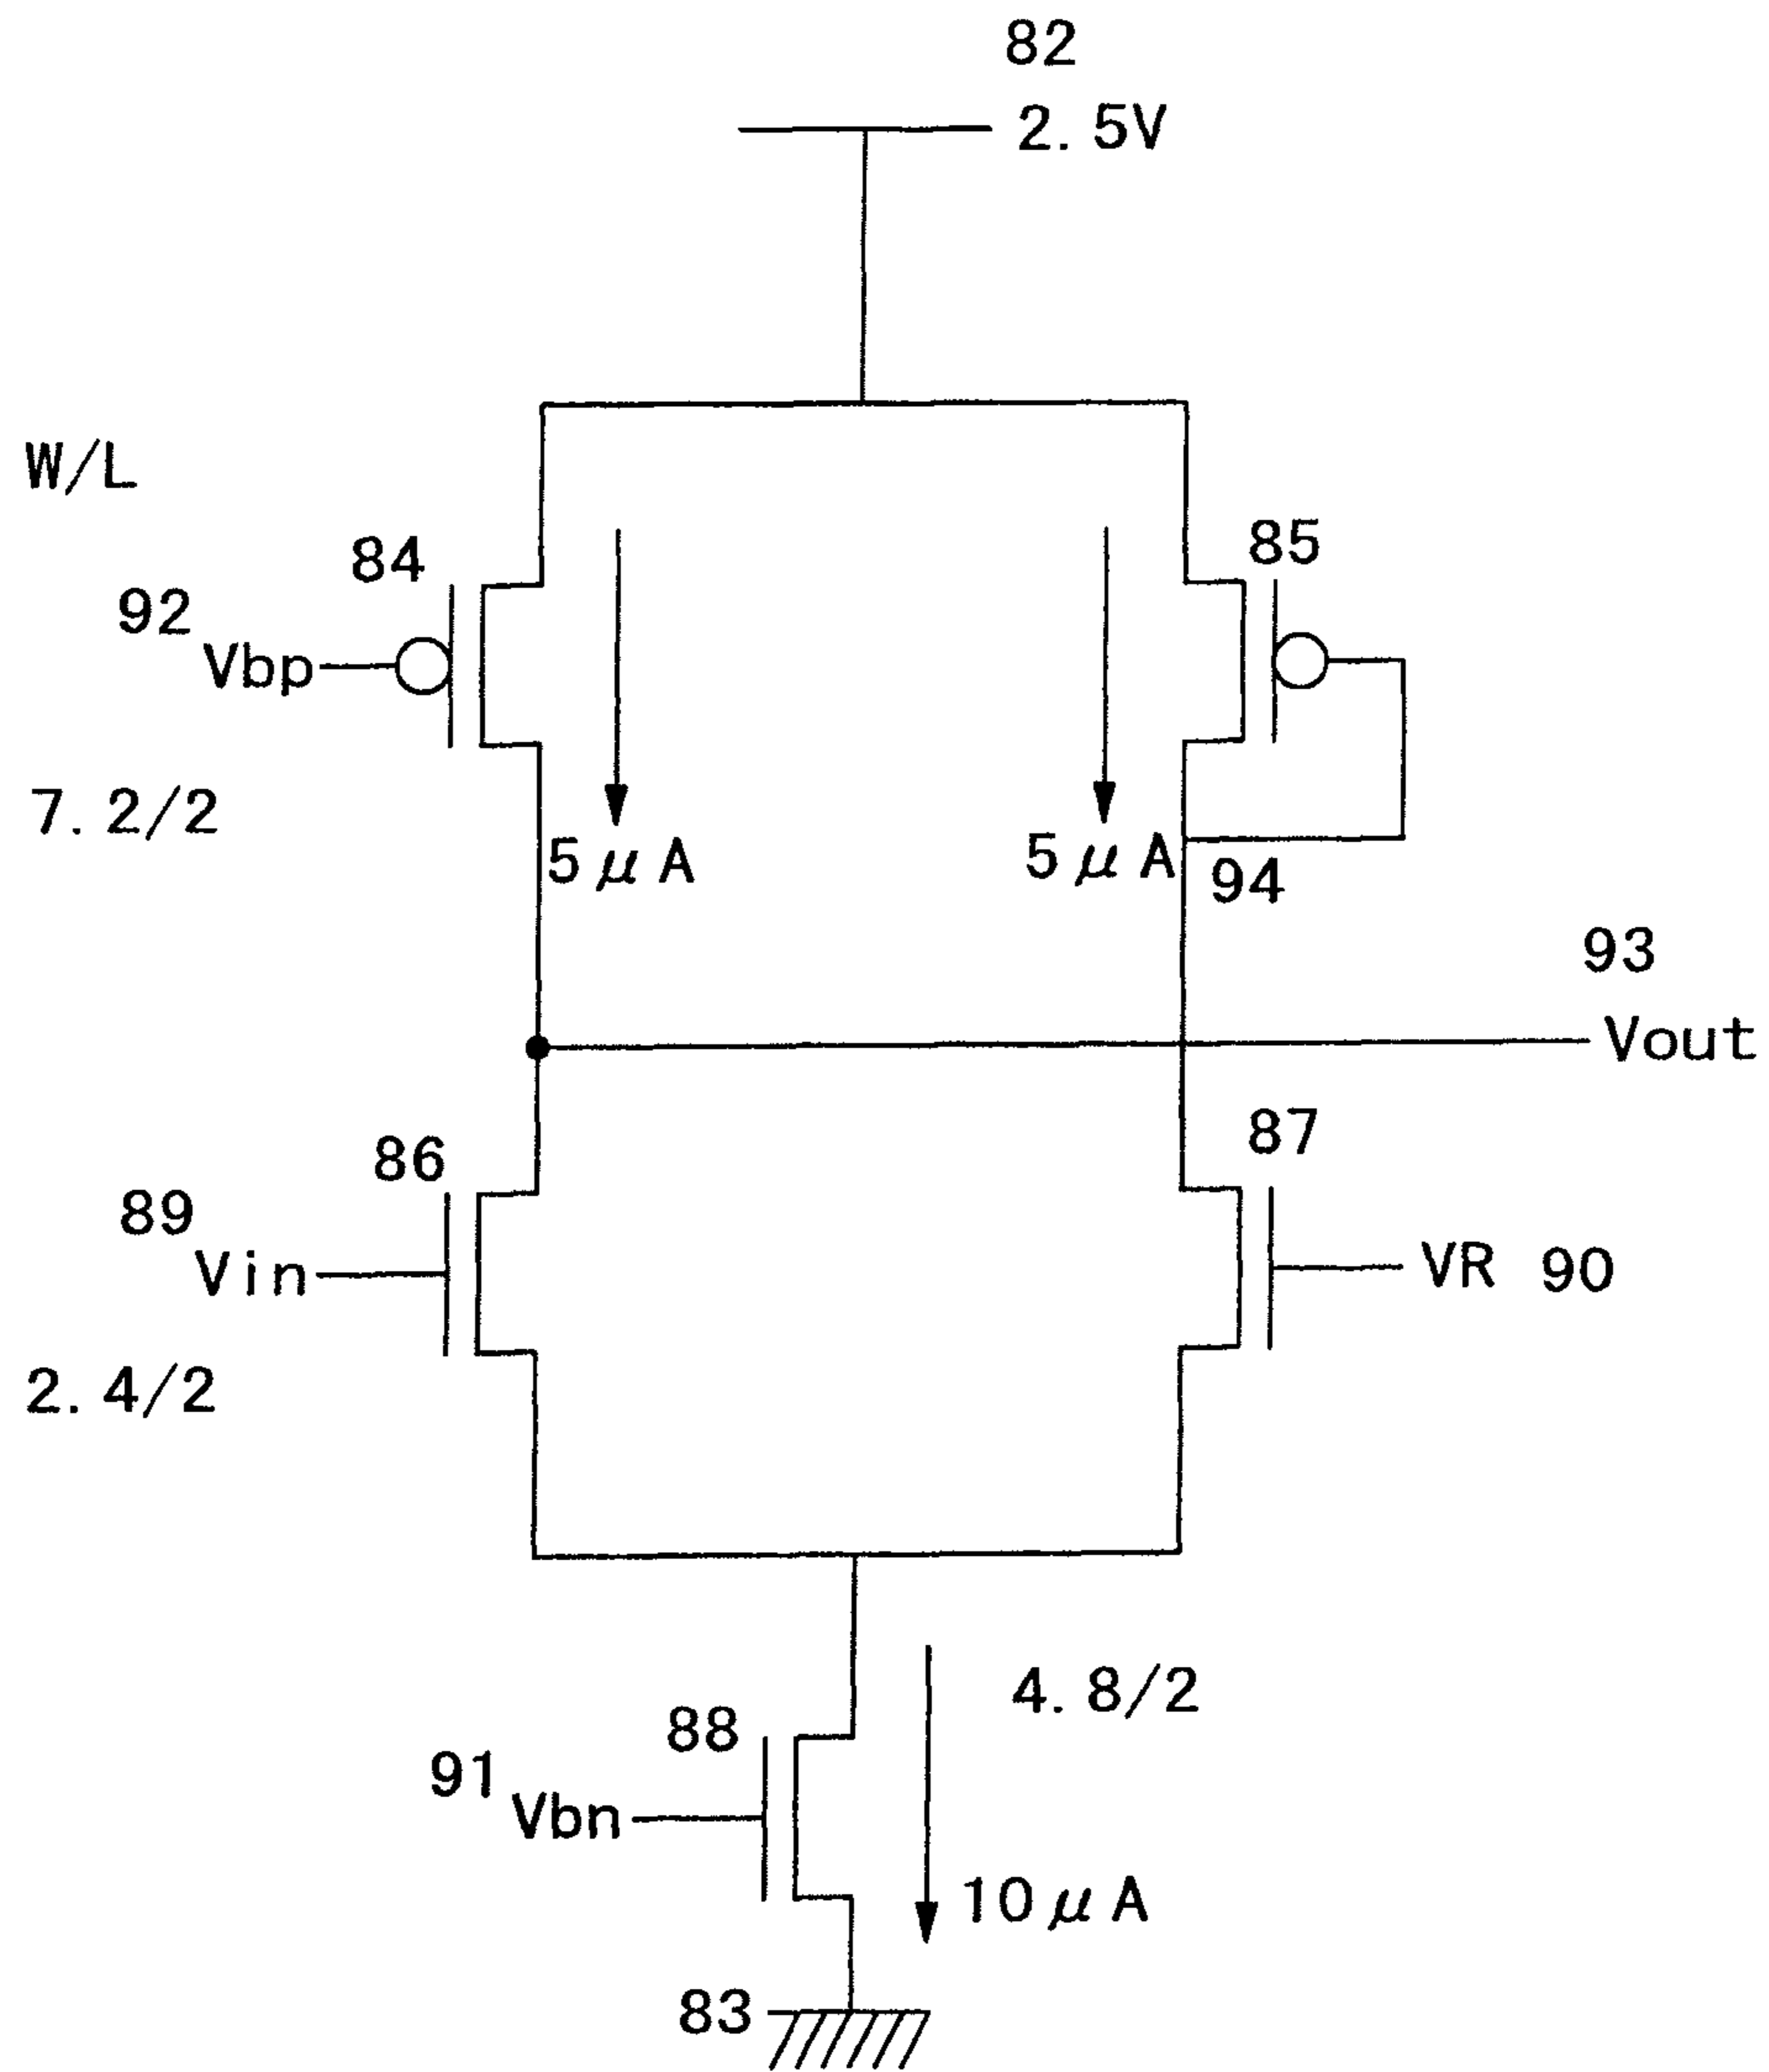 82
2. 5V
W/L
84
85
92
Vbp
7. 2/2
5μA
5μA
94
93
Vout
86
87
89
Vin
VR 90
2. 4/2
88
4. 8/2
91
Vbn
10μA
83